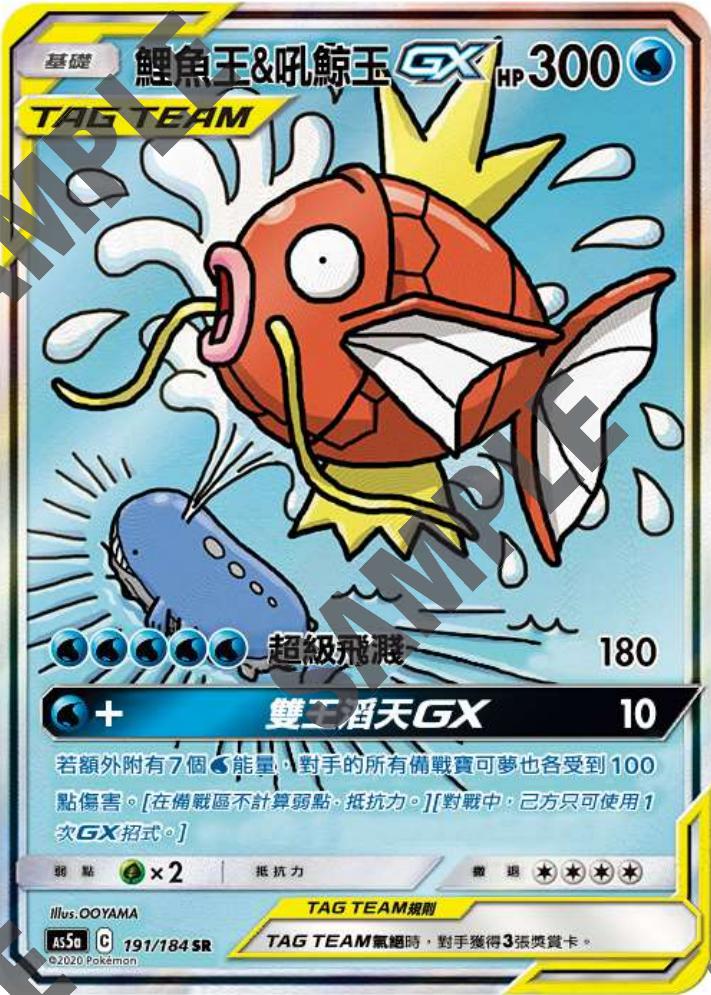 基礎 鯉魚王&吼鯨王GX HP300
TAG TEAM
SAMPLE
超級飛濺 180
+ 雙王滔天GX 10
若額外附有7個能量,對手的所有備戰寶可夢也各受到100
點傷害。[在備戰區不計算弱點・抵抗力。][對戰中,己方只可使用1
次GX招式。]
弱點 ×2 抵抗力 撤退
Illus.OOYAMA
TAG TEAM規則
AS5a C 191/184 SR
TAG TEAM氣絕時,對手獲得3張獎賞卡。
©2020 Pokémon